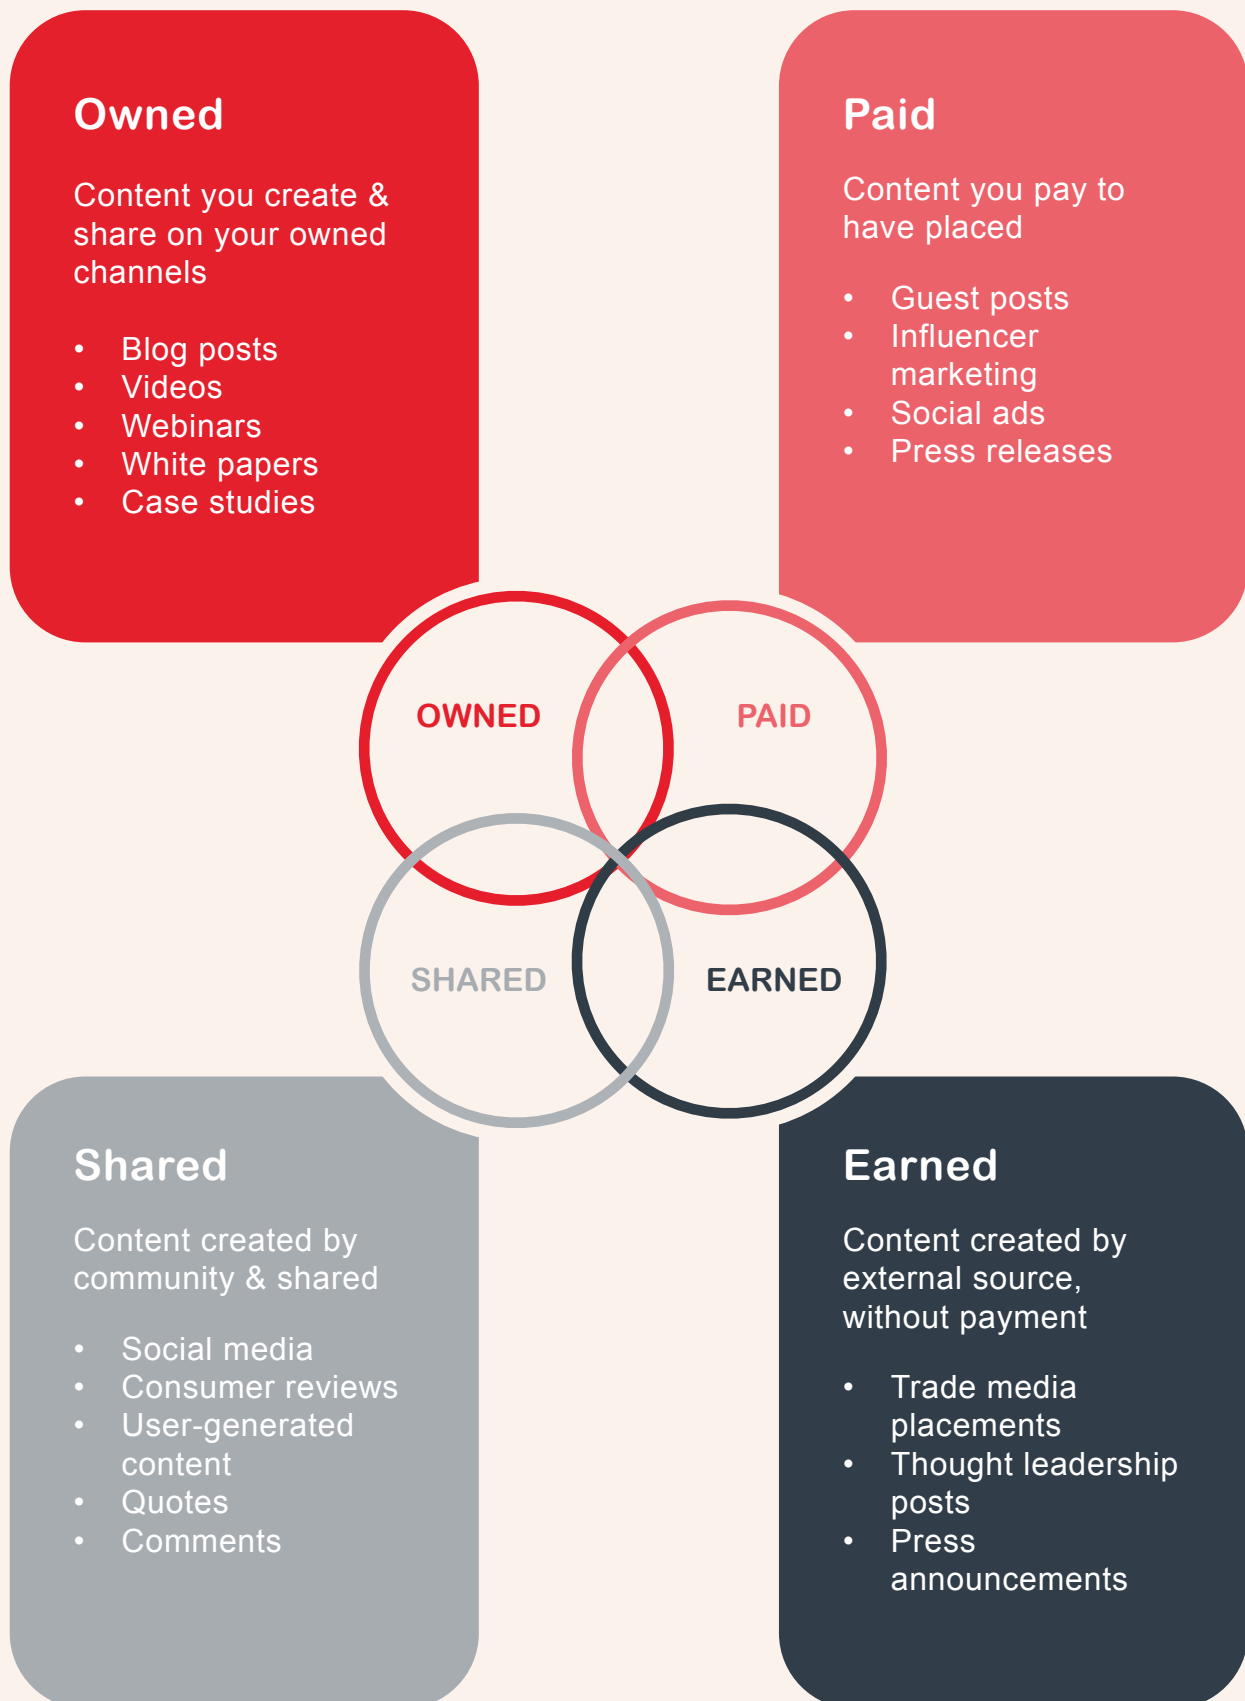 Owned
Content you create &
share on your owned
channels
• Blog posts
• Videos
• Webinars
• White papers
• Case studies
Paid
Content you pay to
have placed
• Guest posts
• Influencer
marketing
• Social ads
• Press releases
OWNED
PAID
SHARED
EARNED
Shared
Content created by
community & shared
• Social media
• Consumer reviews
• User-generated
content
• Quotes
• Comments
Earned
Content created by
external source,
without payment
• Trade media
placements
• Thought leadership
posts
• Press
announcements